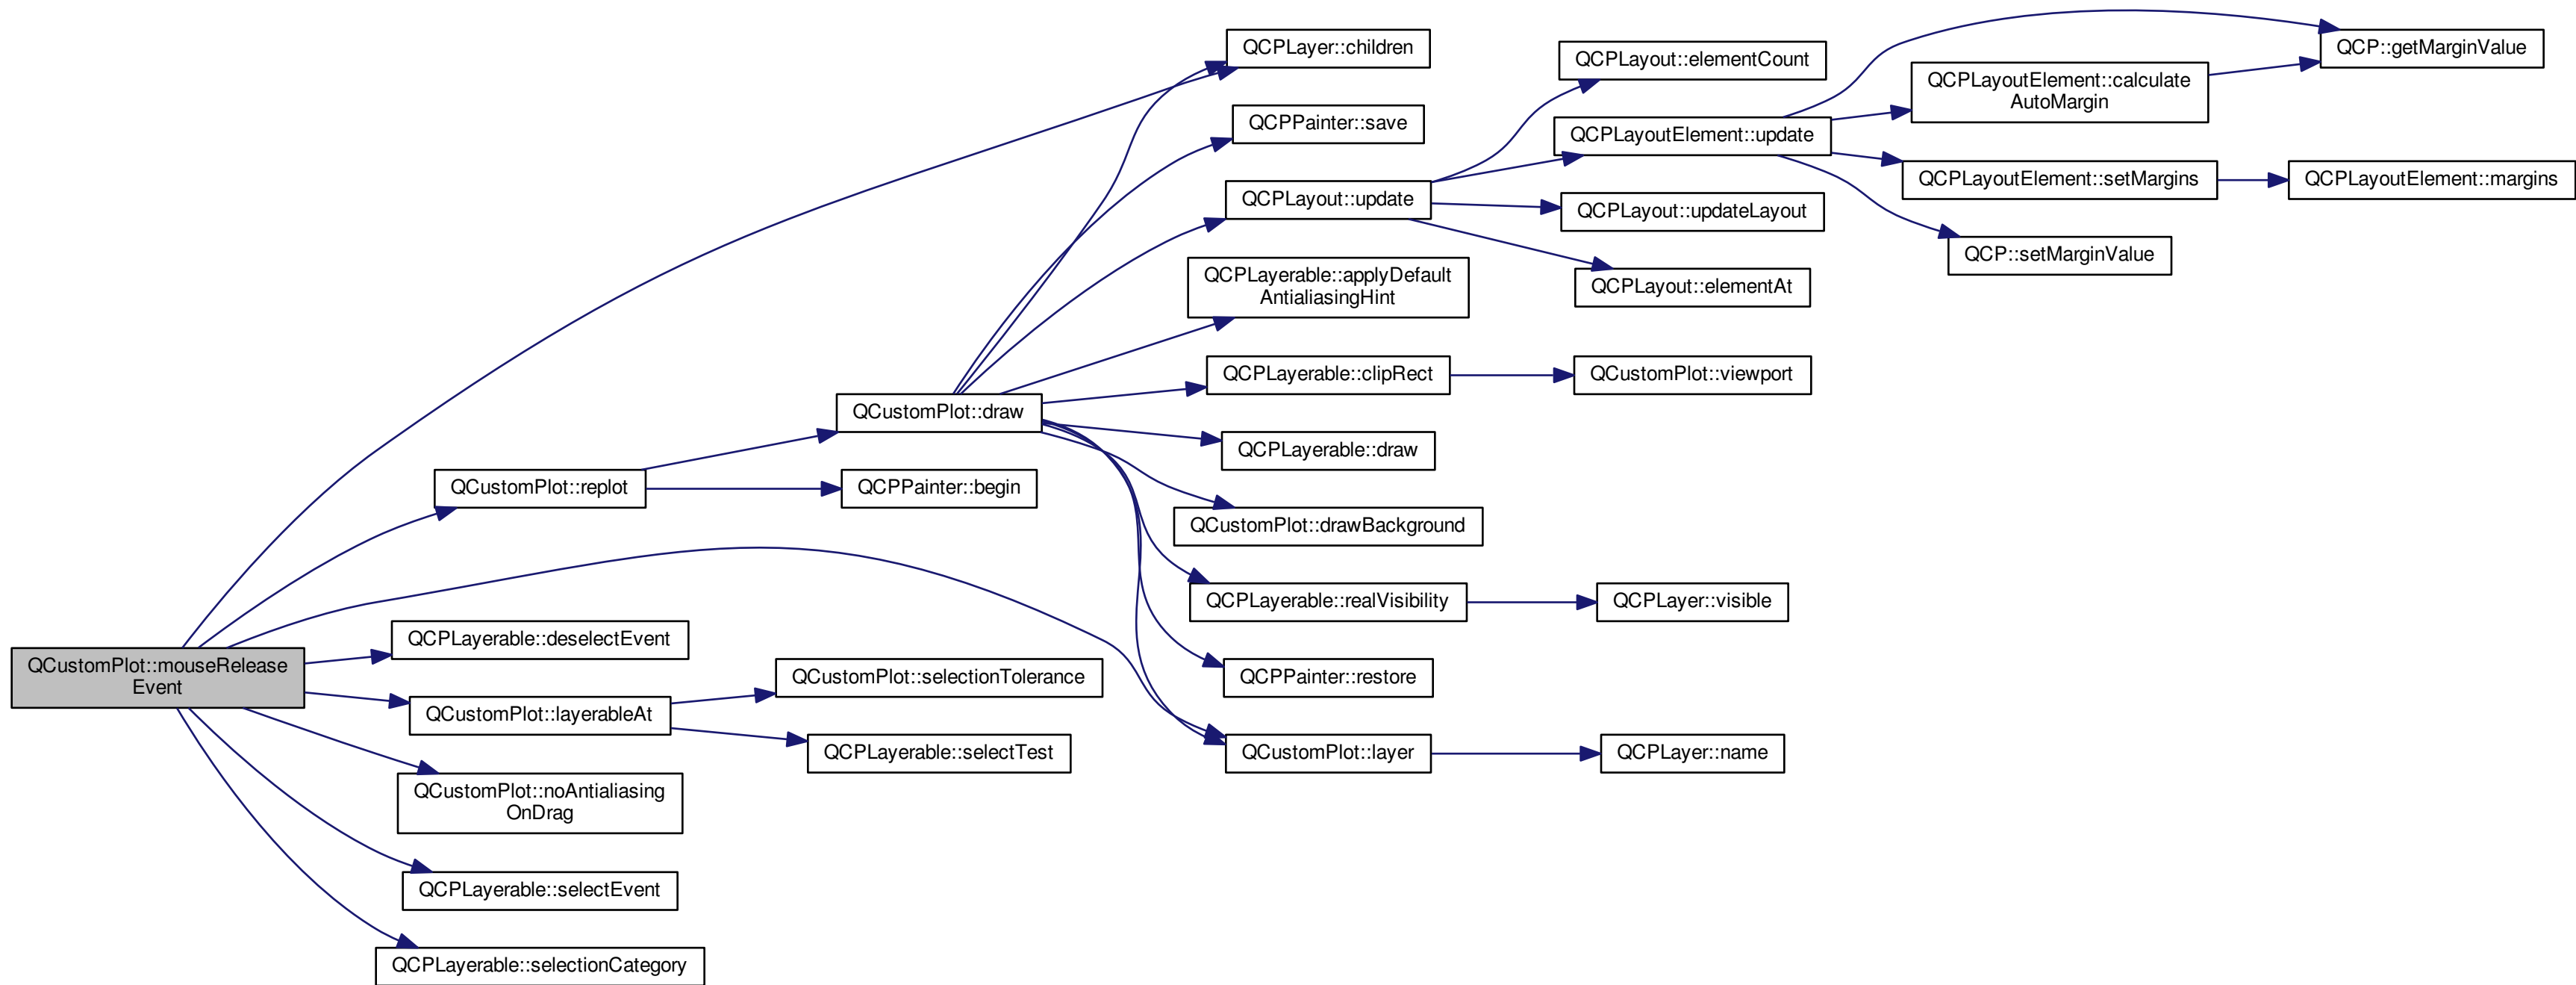 QCustomPlot::mouseRelease
Event
QCPLayer::children
QCustomPlot::replot
QCustomPlot::draw
QCPPainter::save
QCPLayout::update
QCPLayout::elementCount
QCPLayoutElement::update
QCP::getMarginValue
QCPLayoutElement::calculate
AutoMargin
QCPLayoutElement::setMargins
QCPLayoutElement::margins
QCP::setMarginValue
QCPLayout::updateLayout
QCPLayout::elementAt
QCPLayerable::applyDefault
AntialiasingHint
QCPLayerable::clipRect
QCustomPlot::viewport
QCPLayerable::draw
QCustomPlot::drawBackground
QCPLayerable::realVisibility
QCPLayer::visible
QCPPainter::restore
QCustomPlot::layer
QCPLayer::name
QCPPainter::begin
QCPLayerable::deselectEvent
QCustomPlot::layerableAt
QCustomPlot::selectionTolerance
QCPLayerable::selectTest
QCustomPlot::noAntialiasing
OnDrag
QCPLayerable::selectEvent
QCPLayerable::selectionCategory